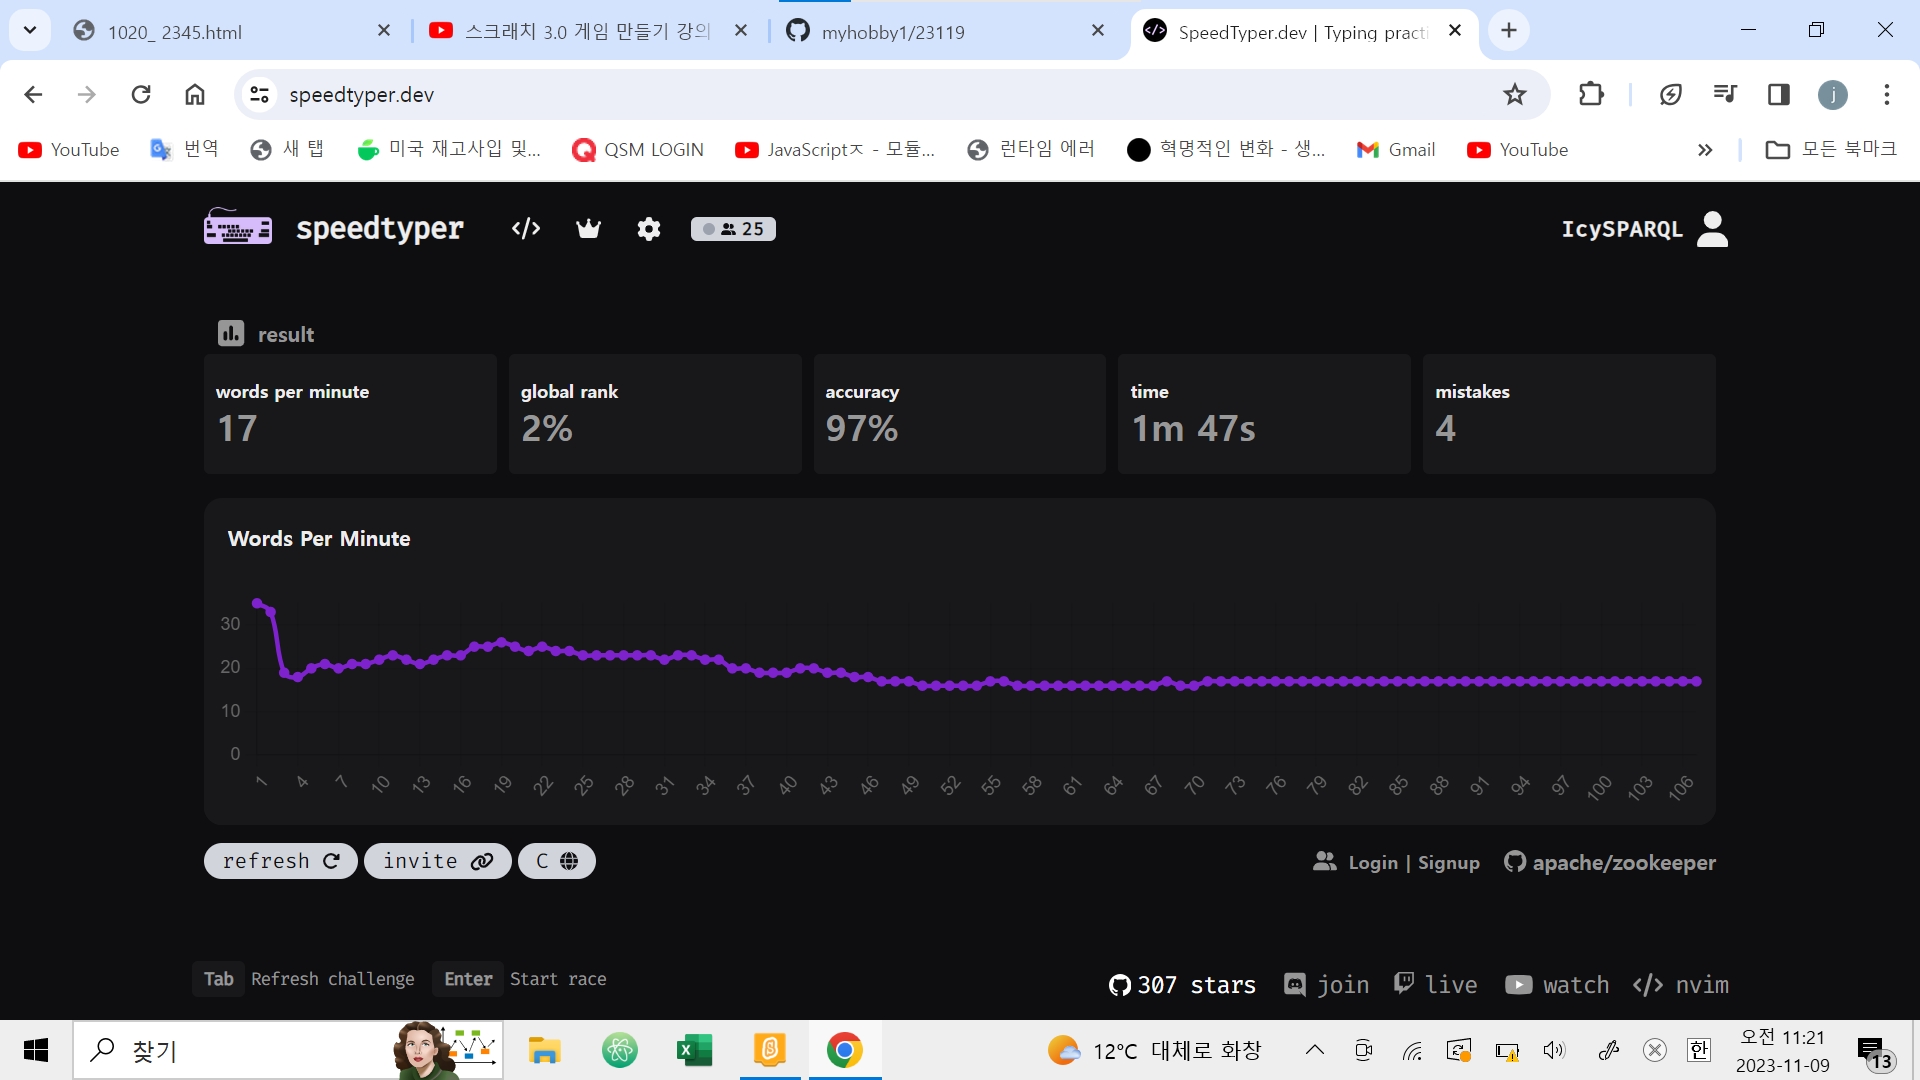 1020_ 2345.html
스크래치 3.0 게임 만들기 강의
myhobby1/23119
SpeedTyper.dev | Typing practi
speedtyper.dev
j
YouTube
번역
새 탭
미국 재고사입 및...
QSM LOGIN
JavaScriptㅈ - 모듈...
런타임 에러
혁명적인 변화 - 생...
Gmail
YouTube
모든 북마크
speedtyper
25
IcySPARQL
result
words per minute
17
global rank
2%
accuracy
97%
time
1m 47s
mistakes
4
Words Per Minute
30
20
10
0
1 4 7 10 13 16 19 22 25 28 31 34 37 40 43 46 49 52 55 58 61 64 67 70 73 76 79 82 85 88 91 94 97 100 103 106
refresh
invite
C
Login | Signup
apache/zookeeper
Tab Refresh challenge
Enter Start race
307 stars
join
live
watch
nvim
찾기
12°C 대체로 화창
한
오전 11:21
2023-11-09
13